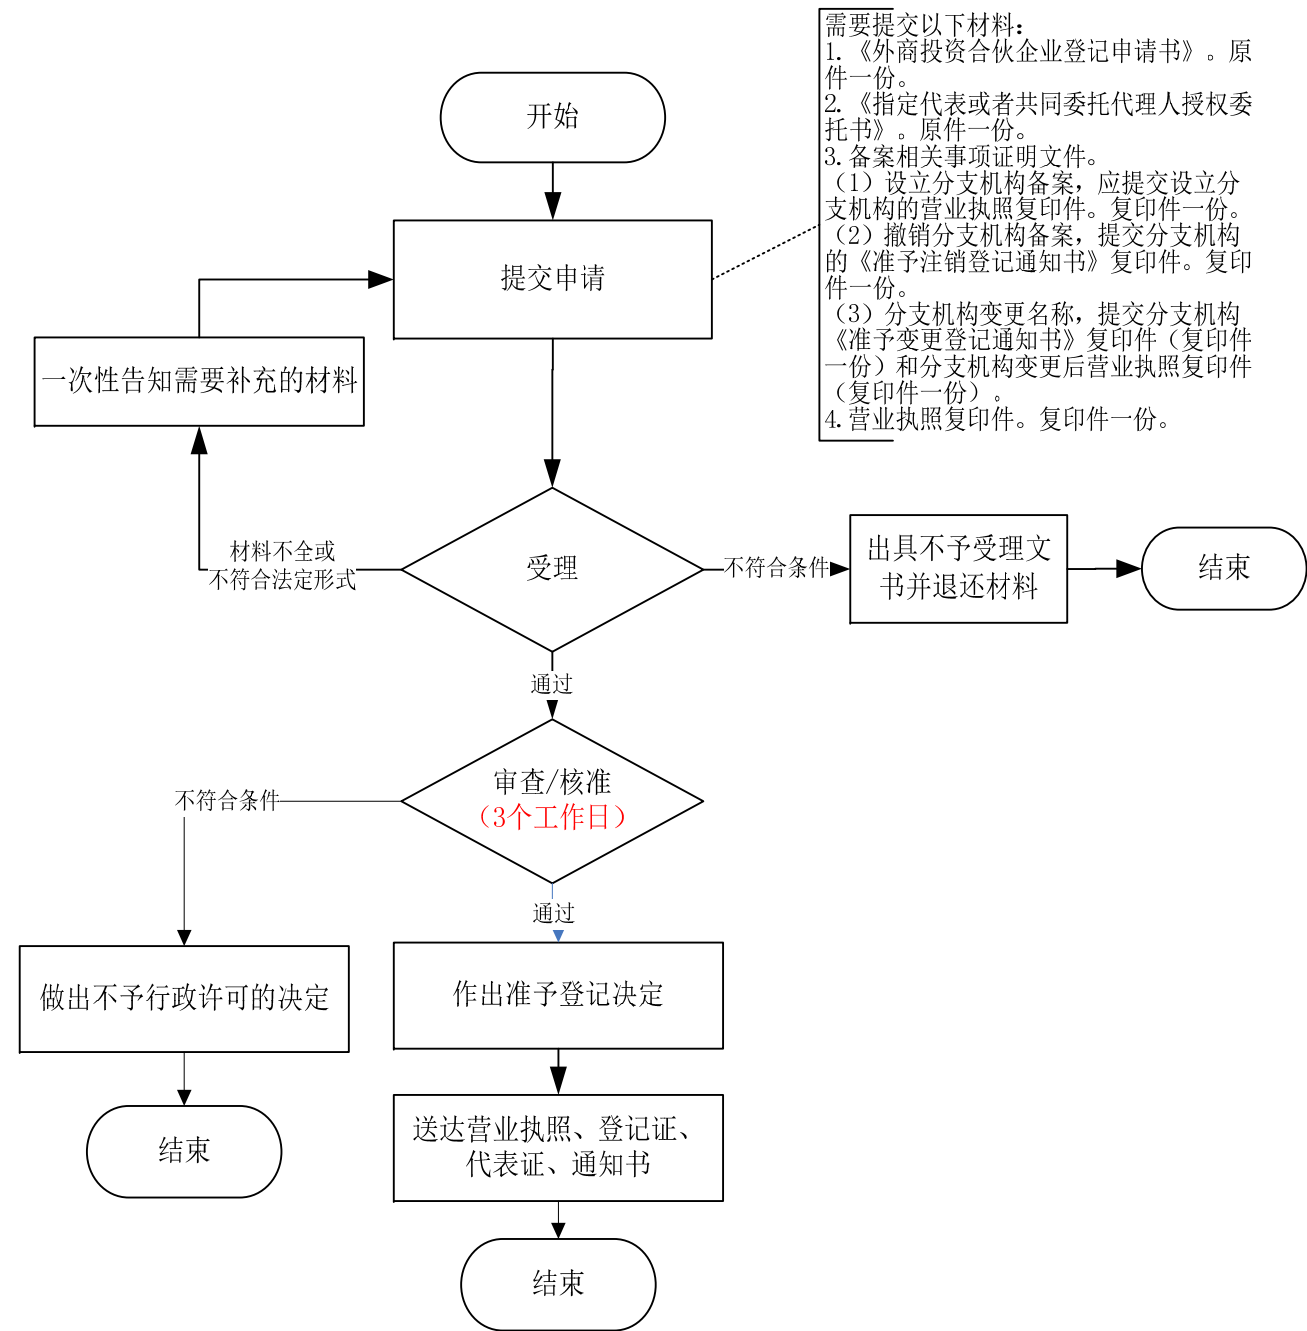 开始
需要提交以下材料：
1.《外商投资合伙企业登记申请书》。原
件一份。
2.《指定代表或者共同委托代理人授权委
托书》。原件一份。
3.备案相关事项证明文件。
（1）设立分支机构备案，应提交设立分
支机构的营业执照复印件。复印件一份。
（2）撤销分支机构备案，提交分支机构
的《准予注销登记通知书》复印件。复印
件一份。
（3）分支机构变更名称，提交分支机构
《准予变更登记通知书》复印件（复印件
一份）和分支机构变更后营业执照复印件
（复印件一份）。
4.营业执照复印件。复印件一份。
提交申请
一次性告知需要补充的材料
材料不全或
不符合法定形式
受理
不符合条件
出具不予受理文
书并退还材料
结束
通过
审查/核准
（3个工作日）
不符合条件
通过
做出不予行政许可的决定
作出准予登记决定
结束
送达营业执照、登记证、
代表证、通知书
结束